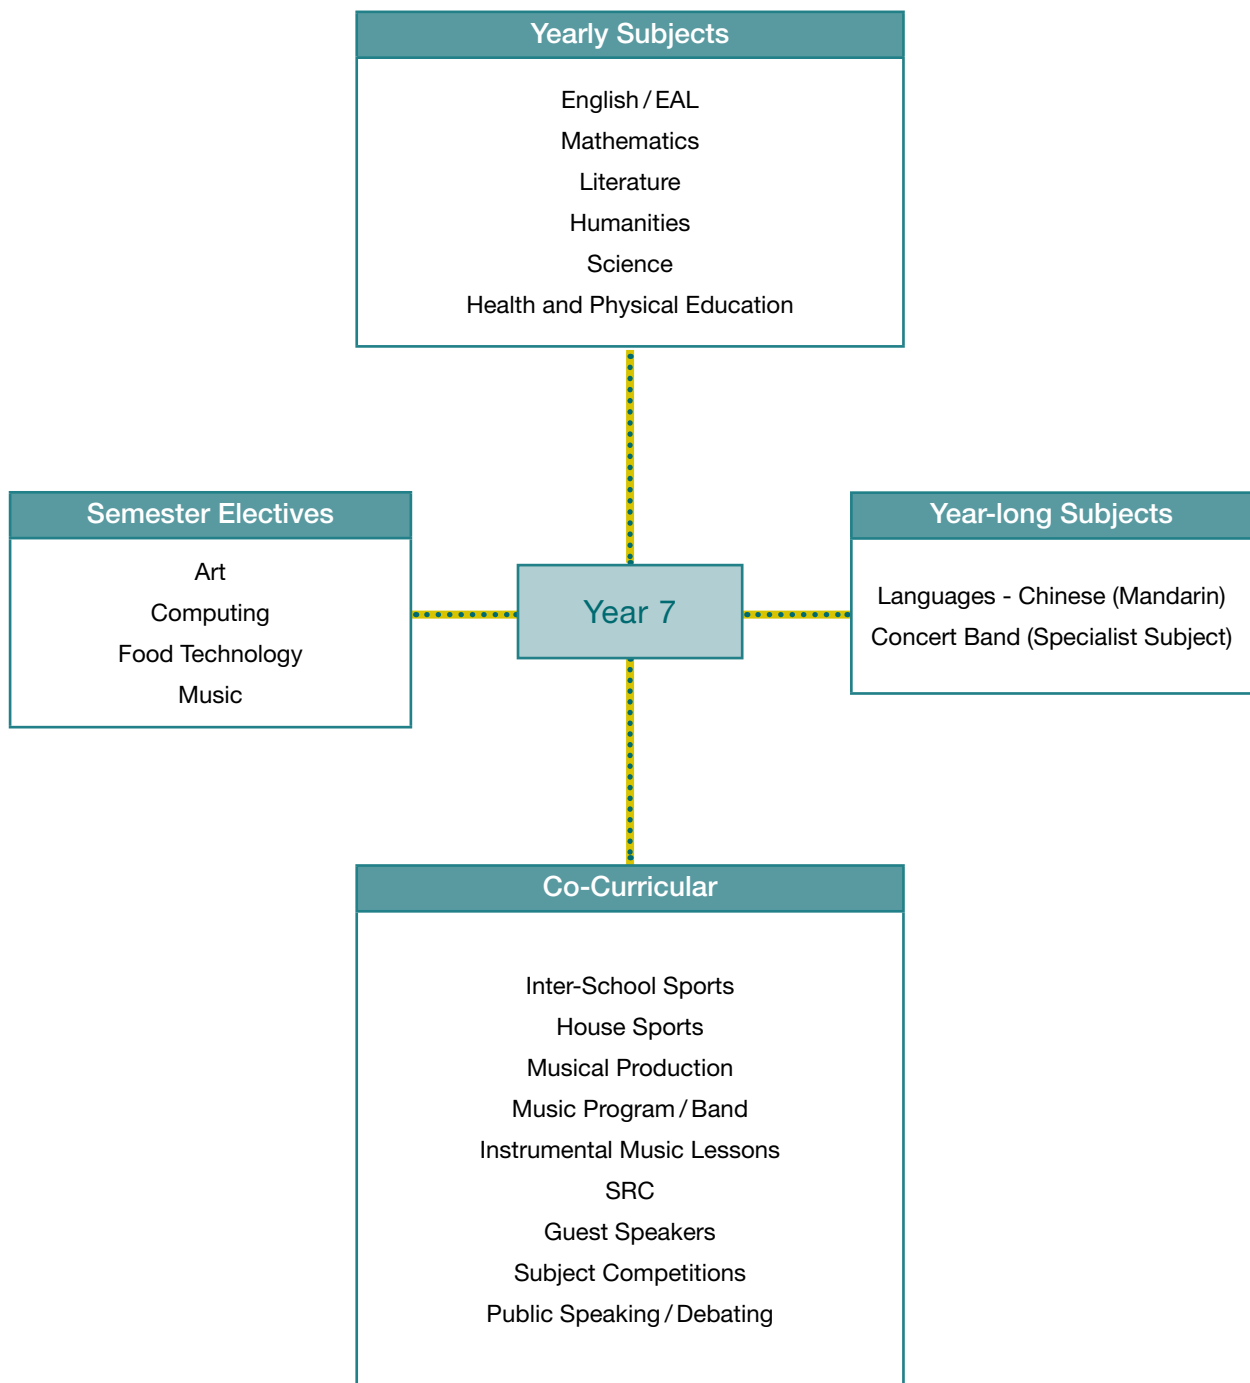 Yearly Subjects
English / EAL
Mathematics
Literature
Humanities
Science
Health and Physical Education
Semester Electives
Art
Computing
Food Technology
Music
Year 7
Year-long Subjects
Languages - Chinese (Mandarin)
Concert Band (Specialist Subject)
Co-Curricular
Inter-School Sports
House Sports
Musical Production
Music Program / Band
Instrumental Music Lessons
SRC
Guest Speakers
Subject Competitions
Public Speaking / Debating